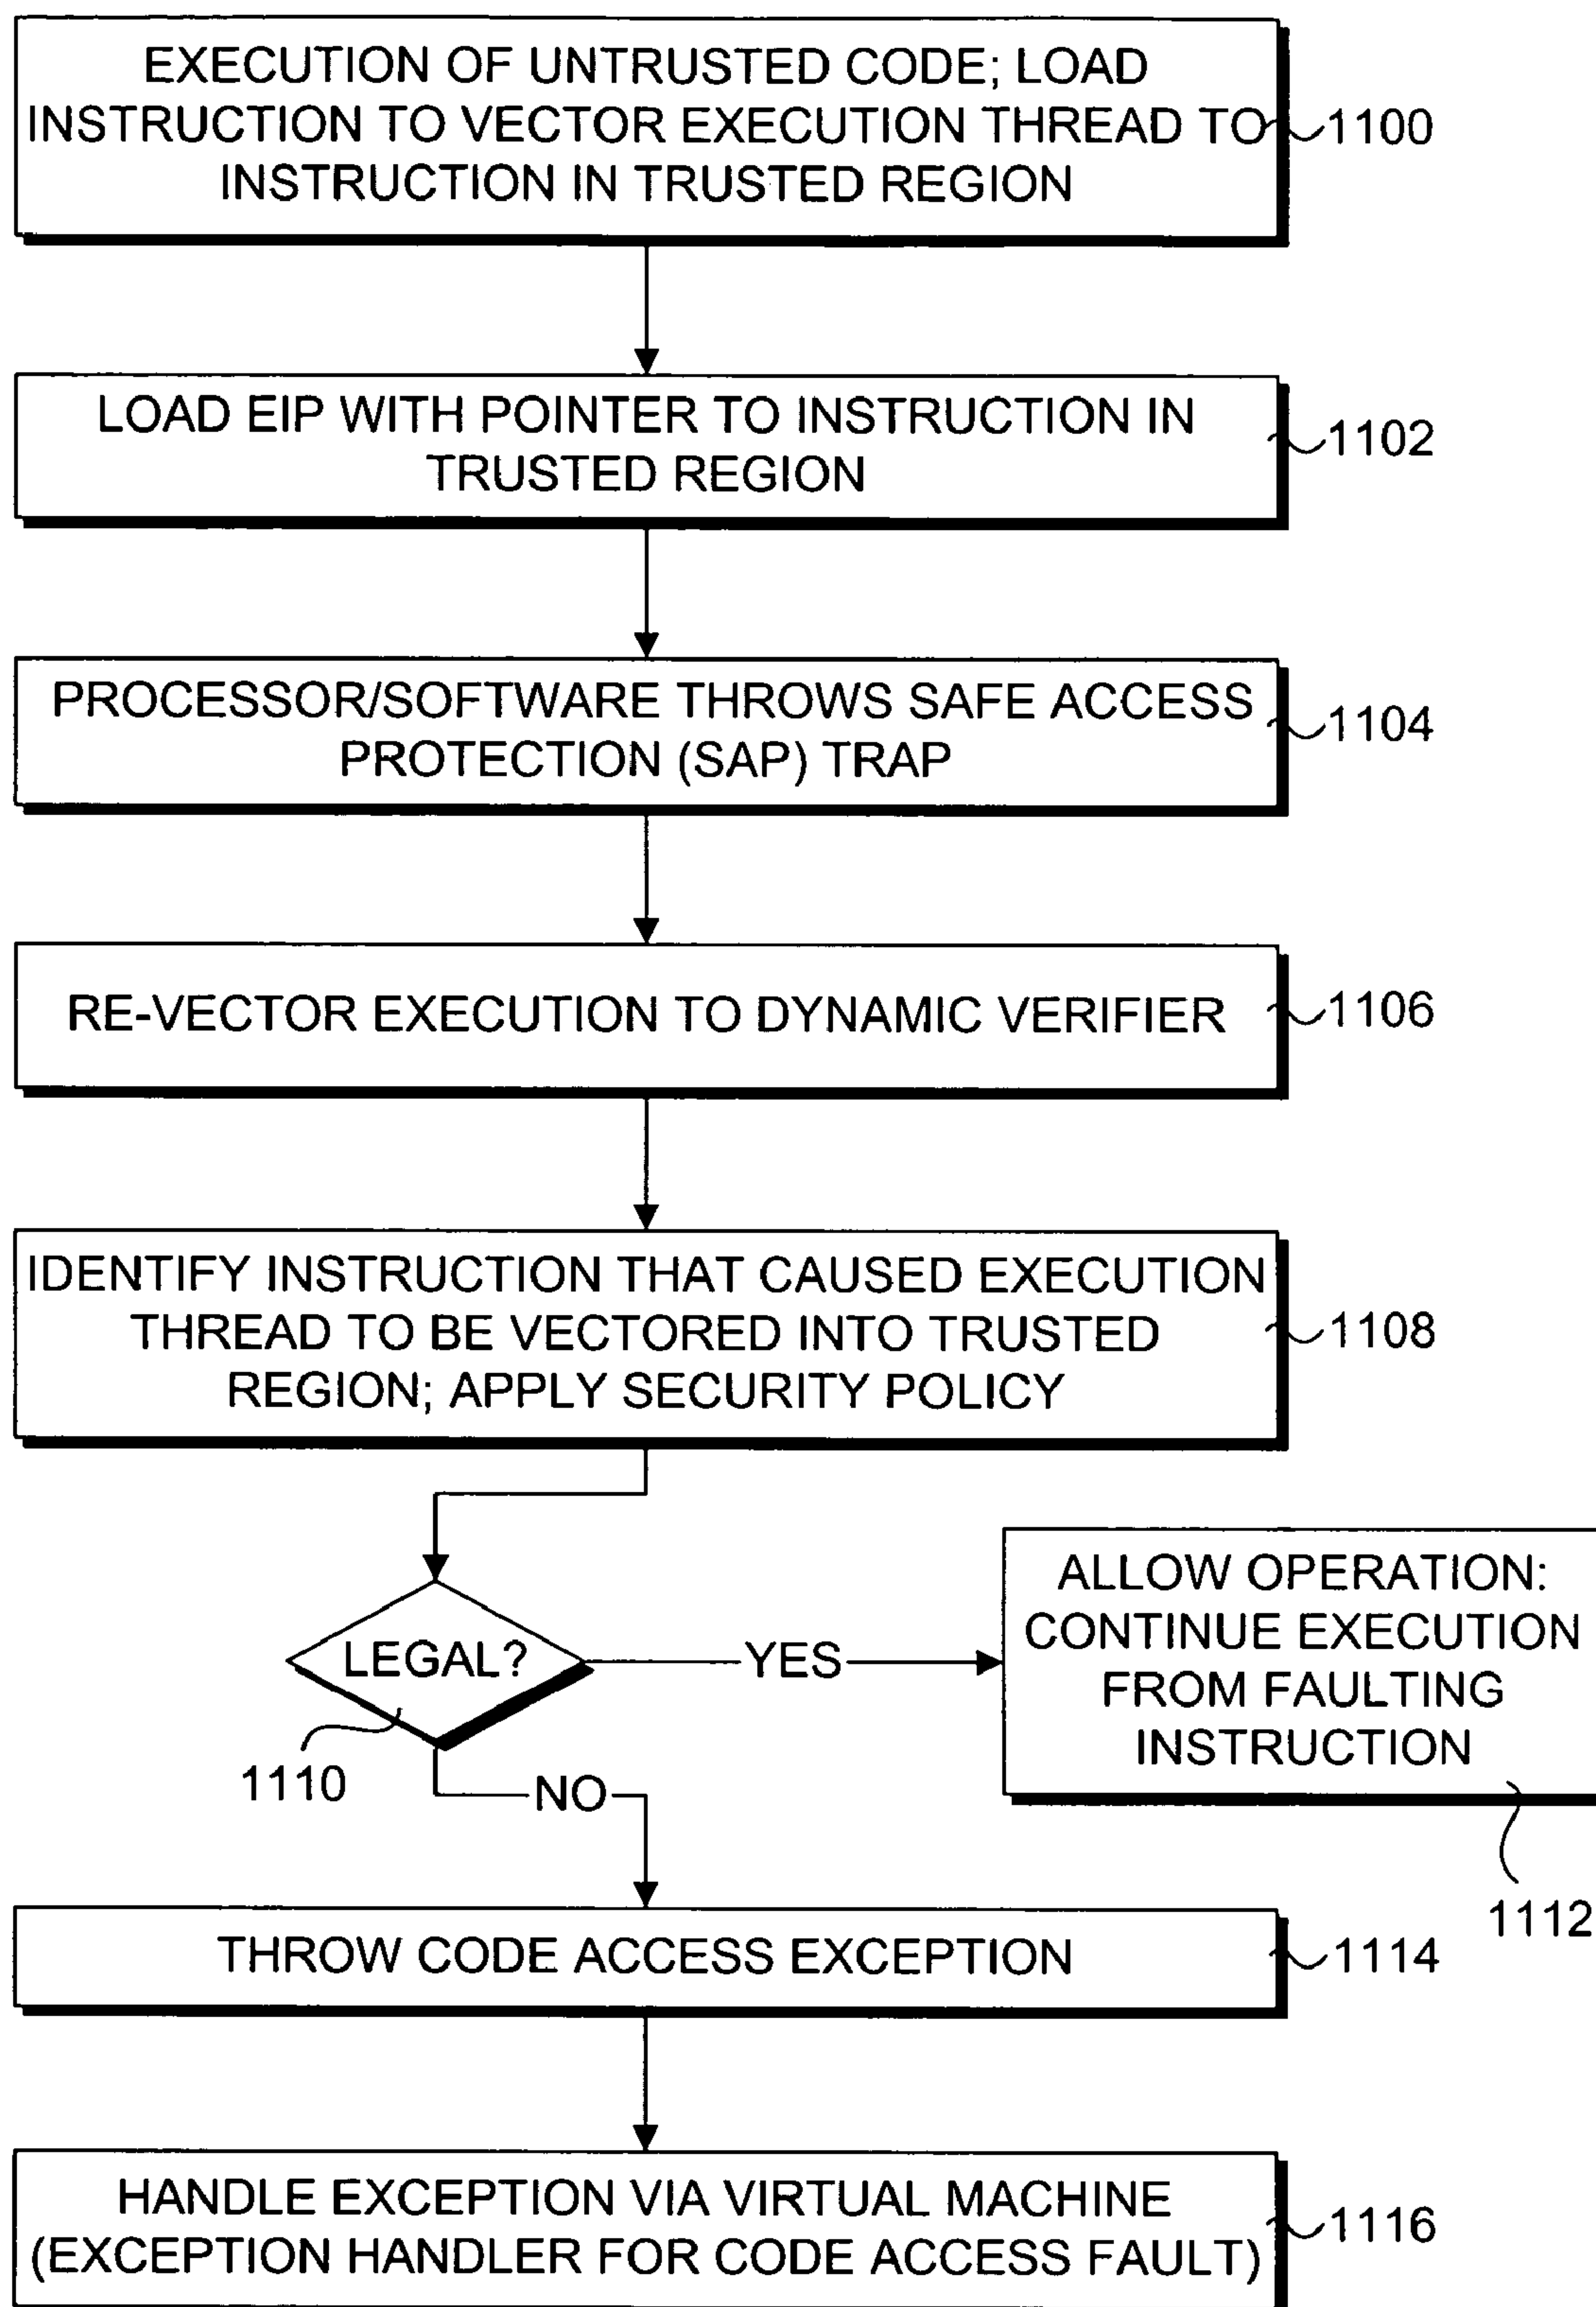 EXECUTION OF UNTRUSTED CODE; LOAD
INSTRUCTION TO VECTOR EXECUTION THREAD TO
INSTRUCTION IN TRUSTED REGION
1100
LOAD EIP WITH POINTER TO INSTRUCTION IN
TRUSTED REGION
1102
PROCESSOR/SOFTWARE THROWS SAFE ACCESS
PROTECTION (SAP) TRAP
1104
RE-VECTOR EXECUTION TO DYNAMIC VERIFIER
1106
IDENTIFY INSTRUCTION THAT CAUSED EXECUTION
THREAD TO BE VECTORED INTO TRUSTED
REGION; APPLY SECURITY POLICY
1108
LEGAL?
1110
YES
ALLOW OPERATION:
CONTINUE EXECUTION
FROM FAULTING
INSTRUCTION
1112
NO
THROW CODE ACCESS EXCEPTION
1114
HANDLE EXCEPTION VIA VIRTUAL MACHINE
(EXCEPTION HANDLER FOR CODE ACCESS FAULT)
1116